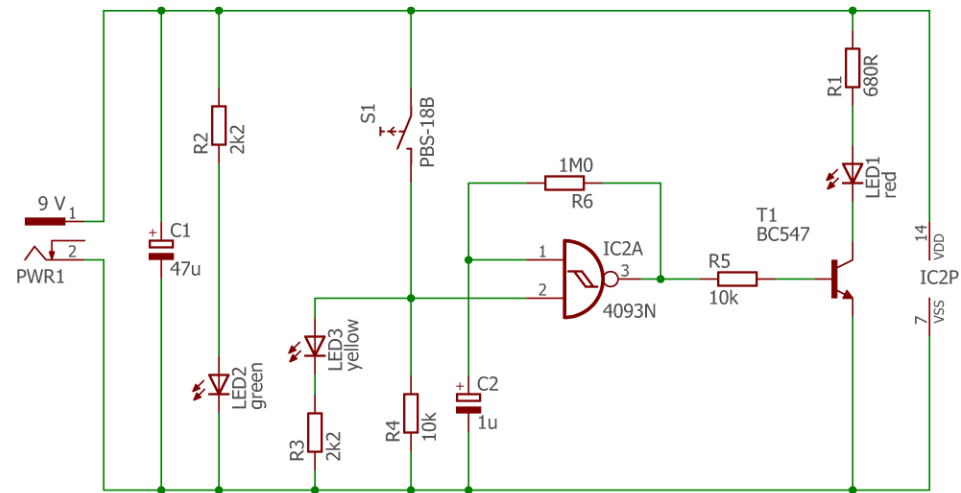 9 V
1
2
PWR1
+
C1
47u
R2
2k2
LED2
green
S1
PBS-18B
LED3
yellow
R3
2k2
R4
10k
+
C2
1u
1M0
R6
1
2
IC2A
3
4093N
R5
10k
T1
BC547
R1
680R
LED1
red
14
VDD
IC2P
7
VSS